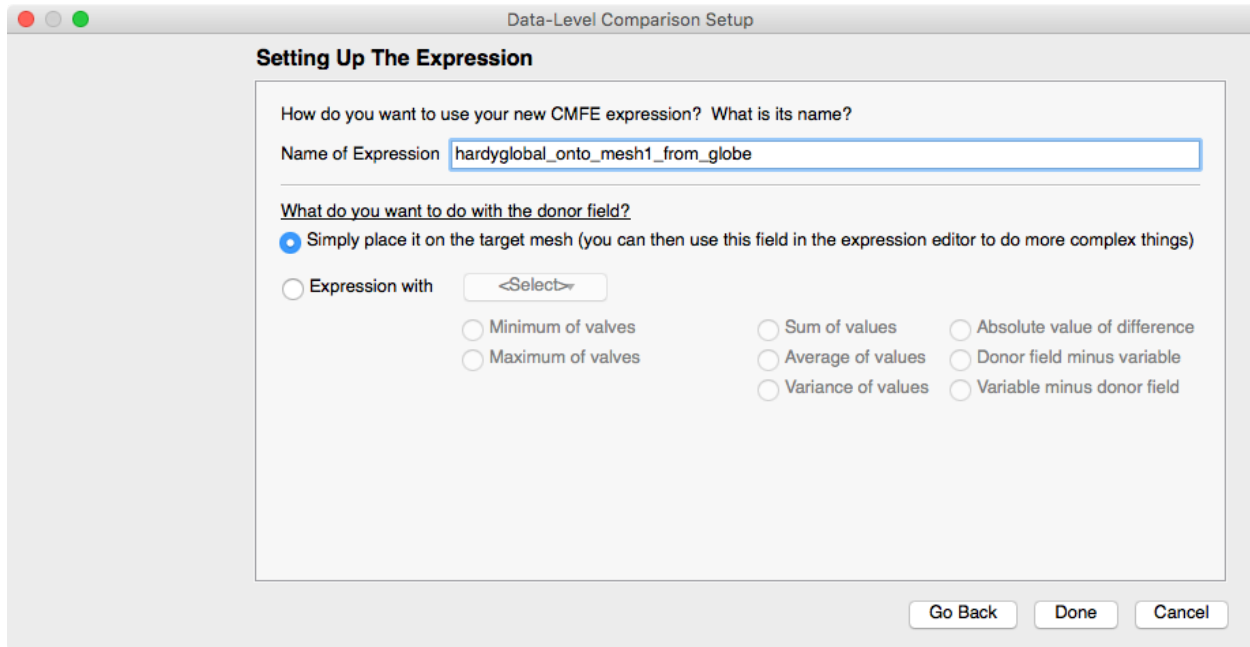 Data-Level Comparison Setup
Setting Up The Expression
How do you want to use your new CMFE expression?  What is its name?
Name of Expression hardyglobal_onto_mesh1_from_globe
What do you want to do with the donor field?
Simply place it on the target mesh (you can then use this field in the expression editor to do more complex things)
Expression with <Select>
Minimum of valves Sum of values Absolute value of difference
Maximum of valves Average of values Donor field minus variable
Variance of values Variable minus donor field
Go Back Done Cancel